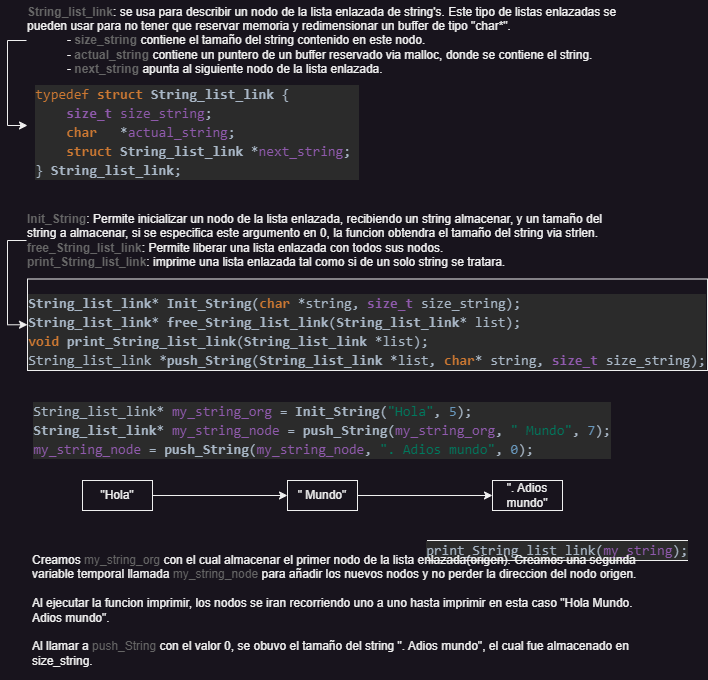 String_list_link: se usa para describir un nodo de la lista enlazada de string's. Este tipo de listas enlazadas se
pueden usar para no tener que reservar memoria y redimensionar un buffer de tipo "char*".
- size_string contiene el tamaño del string contenido en este nodo.
- actual_string contiene un puntero de un buffer reservado via malloc, donde se contiene el string.
- next_string apunta al siguiente nodo de la lista enlazada.
typedef struct String_list_link {
size_t size_string;
char *actual_string;
struct String_list_link *next_string;
} String_list_link;
Init_String: Permite inicializar un nodo de la lista enlazada, recibiendo un string almacenar, y un tamaño del
string a almacenar, si se especifica este argumento en 0, la funcion obtendra el tamaño del string via strlen.
free_String_list_link: Permite liberar una lista enlazada con todos sus nodos.
print_String_list_link: imprime una lista enlazada tal como si de un solo string se tratara.
String_list_link* Init_String(char *string, size_t size_string);
String_list_link* free_String_list_link(String_list_link* list);
void print_String_list_link(String_list_link *list);
String_list_link *push_String(String_list_link *list, char* string, size_t size_string);
String_list_link* my_string_org = Init_String("Hola", 5);
String_list_link* my_string_node = push_String(my_string_org, " Mundo", 7);
my_string_node = push_String(my_string_node, ". Adios mundo", 0);
"Hola"
" Mundo"
". Adios
mundo"
print_String_list_link(my_string);
Creamos my_string_org con el cual almacenar el primer nodo de la lista enlazada(origen). Creamos una segunda
variable temporal llamada my_string_node para añadir los nuevos nodos y no perder la direccion del nodo origen.
Al ejecutar la funcion imprimir, los nodos se iran recorriendo uno a uno hasta imprimir en esta caso "Hola Mundo.
Adios mundo".
Al llamar a push_String con el valor 0, se obuvo el tamaño del string ". Adios mundo", el cual fue almacenado en
size_string.